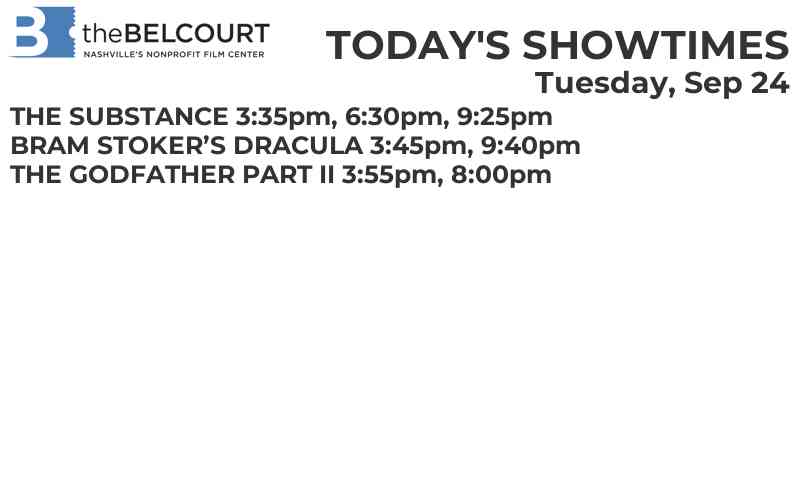 B theBELCOURT
NASHVILLE'S NONPROFIT FILM CENTER
TODAY'S SHOWTIMES
Tuesday, Sep 24
THE SUBSTANCE 3:35pm, 6:30pm, 9:25pm
BRAM STOKER’S DRACULA 3:45pm, 9:40pm
THE GODFATHER PART II 3:55pm, 8:00pm